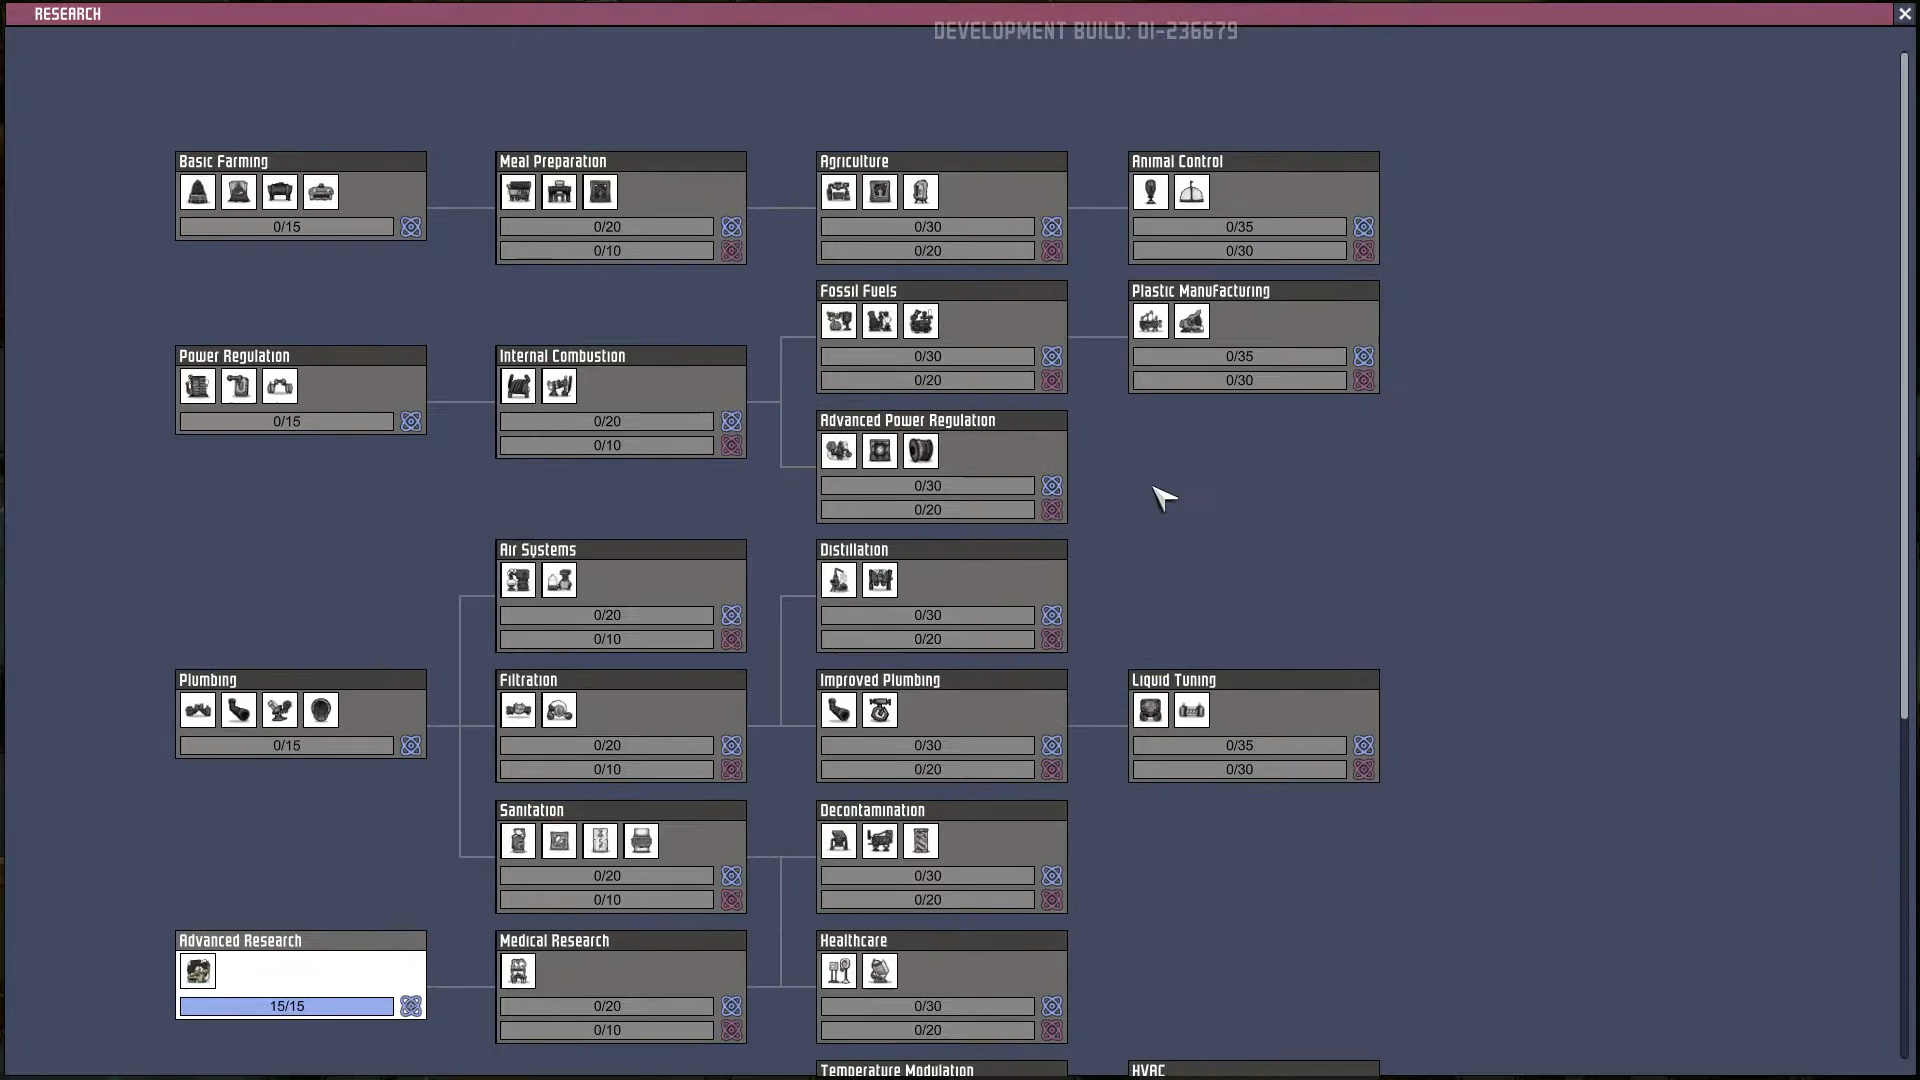 RESEARCH
DEVELOPMENT BUILD: OI-236679
Basic Farming
0/15
Meal Preparation
0/20
0/10
Agriculture
0/30
0/20
Animal Control
0/35
0/30
Fossil Fuels
0/30
0/20
Plastic Manufacturing
0/35
0/30
Power Regulation
0/15
Internal Combustion
0/20
0/10
Advanced Power Regulation
0/30
0/20
Air Systems
0/20
0/10
Distillation
0/30
0/20
Plumbing
0/15
Filtration
0/20
0/10
Improved Plumbing
0/30
0/20
Liquid Tuning
0/35
0/30
Sanitation
0/20
0/10
Decontamination
0/30
0/20
Advanced Research
15/15
Medical Research
0/20
0/10
Healthcare
0/30
0/20
Temperature Modulation
HVAC